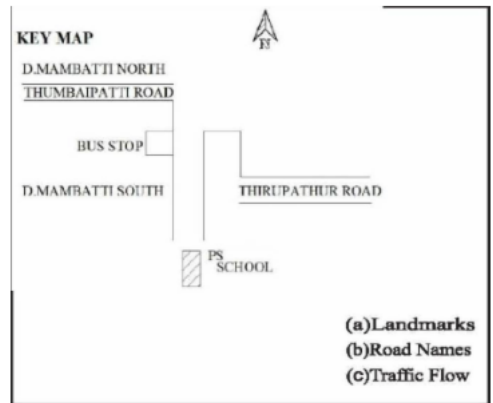 KEY MAP
D.MAMBATTI NORTH
THUMBAIPATTI ROAD
BUS STOP
D.MAMBATTI SOUTH
THIRUPATHUR ROAD
PS
SCHOOL
(a)Landmarks
(b)Road Names
(c)Traffic Flow